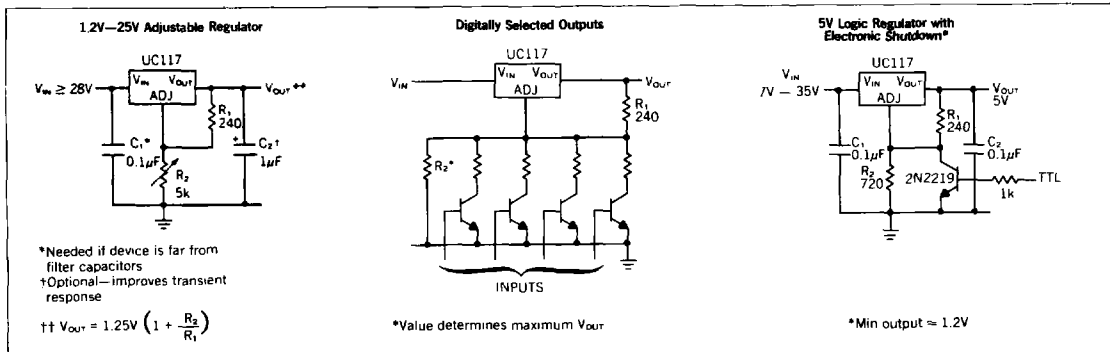 1.2V—25V Adjustable Regulator
UC117
V_IN ≥ 28V
V_IN V_OUT
ADJ
V_OUT ††
R₁
240
C₁*
0.1µF
C₂†
1µF
+
R₂
5k
*Needed if device is far from
filter capacitors
†Optional—improves transient
response
†† V_OUT = 1.25V (1 + R₂/R₁)
Digitally Selected Outputs
UC117
V_IN
V_IN V_OUT
ADJ
V_OUT
R₁
240
R₂*
INPUTS
*Value determines maximum V_OUT
5V Logic Regulator with
Electronic Shutdown*
UC117
V_IN
7V — 35V
V_IN V_OUT
ADJ
V_OUT
5V
R₁
240
C₁
0.1µF
C₂
0.1µF
R₂
720
2N2219
TTL
1k
*Min output ≈ 1.2V